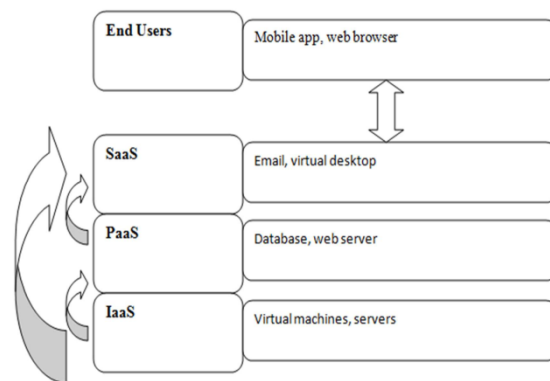 End Users
Mobile app, web browser
SaaS
Email, virtual desktop
PaaS
Database, web server
IaaS
Virtual machines, servers